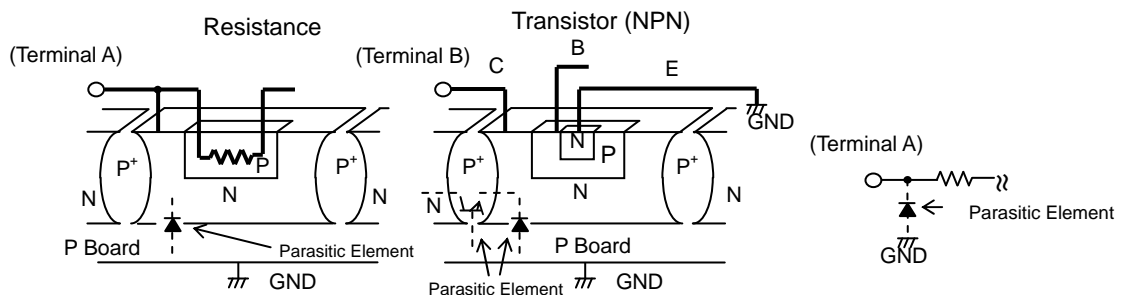 Resistance
(Terminal A)
P+
N
P
N
P+
N
P Board
Parasitic Element
GND
Transistor (NPN)
(Terminal B)
C
B
E
GND
P+
N
N
P
N
P+
N
P Board
Parasitic Element
GND
(Terminal A)
Parasitic Element
GND